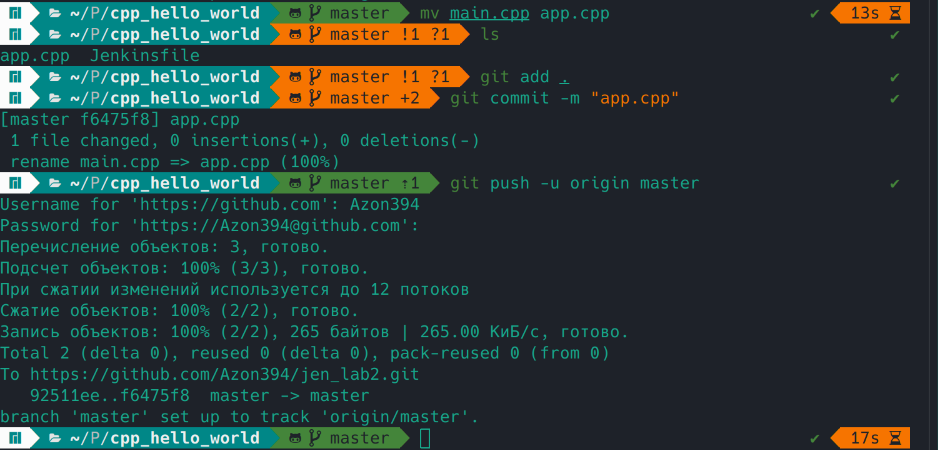 ~/P/cpp_hello_world master mv main.cpp app.cpp ✔ 13s
~/P/cpp_hello_world master !1 ?1 ls ✔
app.cpp  Jenkinsfile
~/P/cpp_hello_world master !1 ?1 git add . ✔
~/P/cpp_hello_world master +2 git commit -m "app.cpp" ✔
[master f6475f8] app.cpp
 1 file changed, 0 insertions(+), 0 deletions(-)
 rename main.cpp => app.cpp (100%)
~/P/cpp_hello_world master ⇡1 git push -u origin master ✔
Username for 'https://github.com': Azon394
Password for 'https://Azon394@github.com':
Перечисление объектов: 3, готово.
Подсчет объектов: 100% (3/3), готово.
При сжатии изменений используется до 12 потоков
Сжатие объектов: 100% (2/2), готово.
Запись объектов: 100% (2/2), 265 байтов | 265.00 КиБ/с, готово.
Total 2 (delta 0), reused 0 (delta 0), pack-reused 0 (from 0)
To https://github.com/Azon394/jen_lab2.git
   92511ee..f6475f8  master -> master
branch 'master' set up to track 'origin/master'.
~/P/cpp_hello_world master ✔ 17s